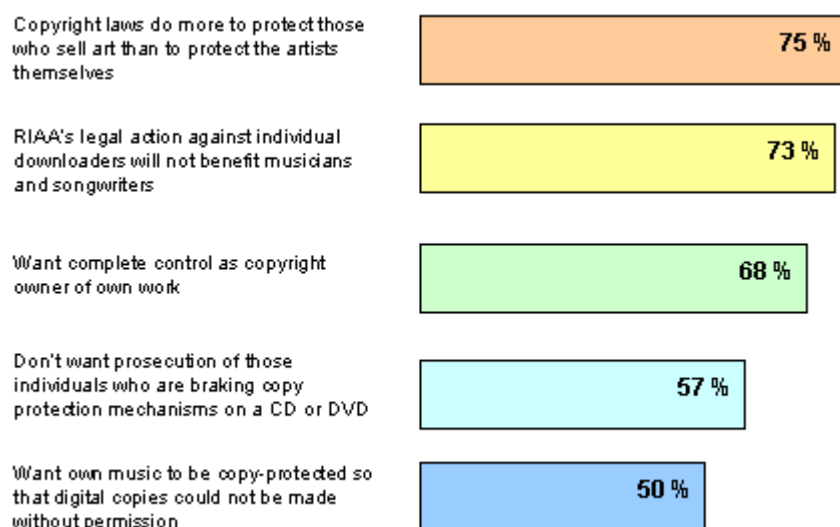 Copyright laws do more to protect those
who sell art than to protect the artists
themselves
75 %
RIAA's legal action against individual
downloaders will not benefit musicians
and songwriters
73 %
Want complete control as copyright
owner of own work
68 %
Don't want prosecution of those
individuals who are braking copy
protection mechanisms on a CD or DVD
57 %
Want own music to be copy-protected so
that digital copies could not be made
without permission
50 %